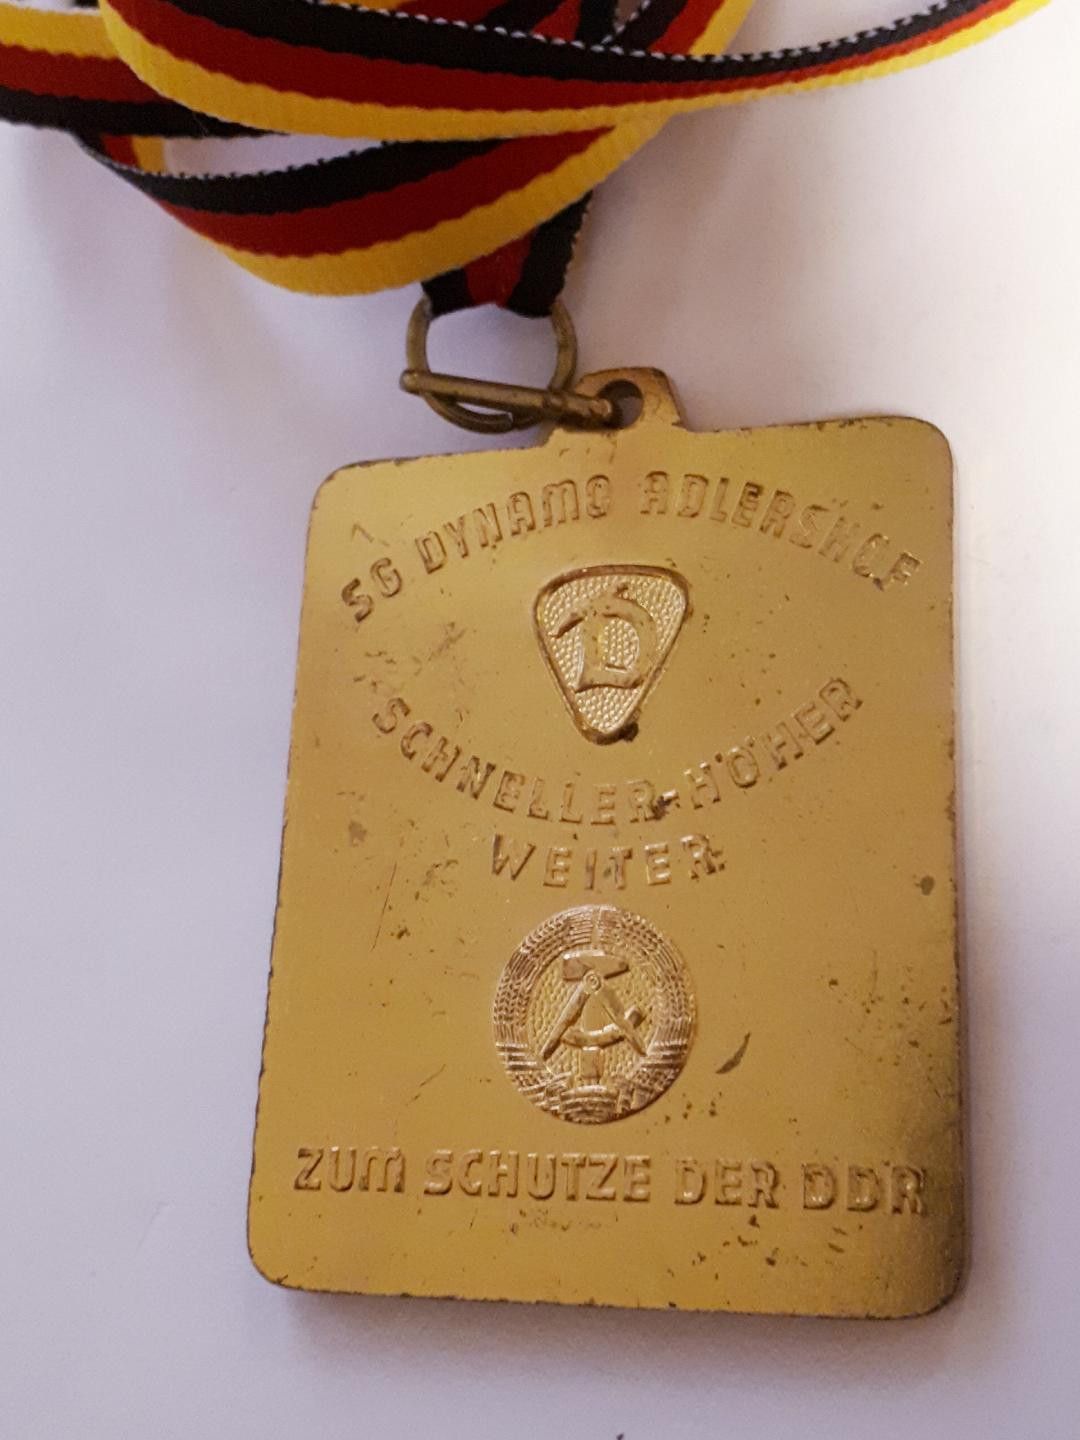 SG DYNAMO ADLERSHOF
D
SCHNELLER-HÖHER
WEITER
ZUM SCHUTZE DER DDR